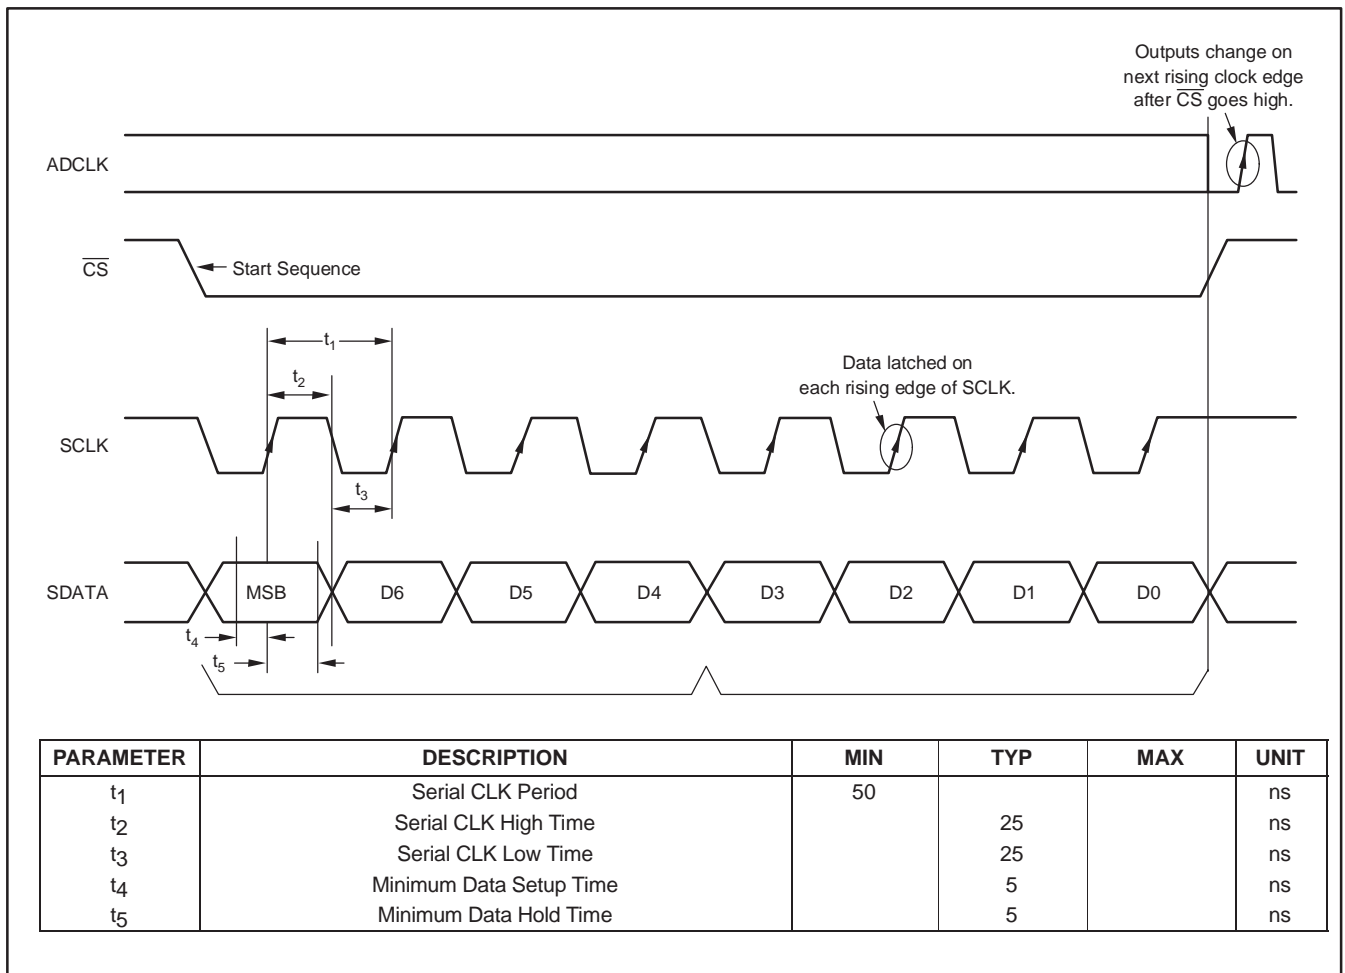 Outputs change on
next rising clock edge
after C̅S̅ goes high.
ADCLK
C̅S̅
Start Sequence
t₁
t₂
Data latched on
each rising edge of SCLK.
SCLK
t₃
SDATA
MSB D6 D5 D4 D3 D2 D1 D0
t₄
t₅
PARAMETER DESCRIPTION MIN TYP MAX UNIT
t₁ Serial CLK Period 50 ns
t₂ Serial CLK High Time 25 ns
t₃ Serial CLK Low Time 25 ns
t₄ Minimum Data Setup Time 5 ns
t₅ Minimum Data Hold Time 5 ns